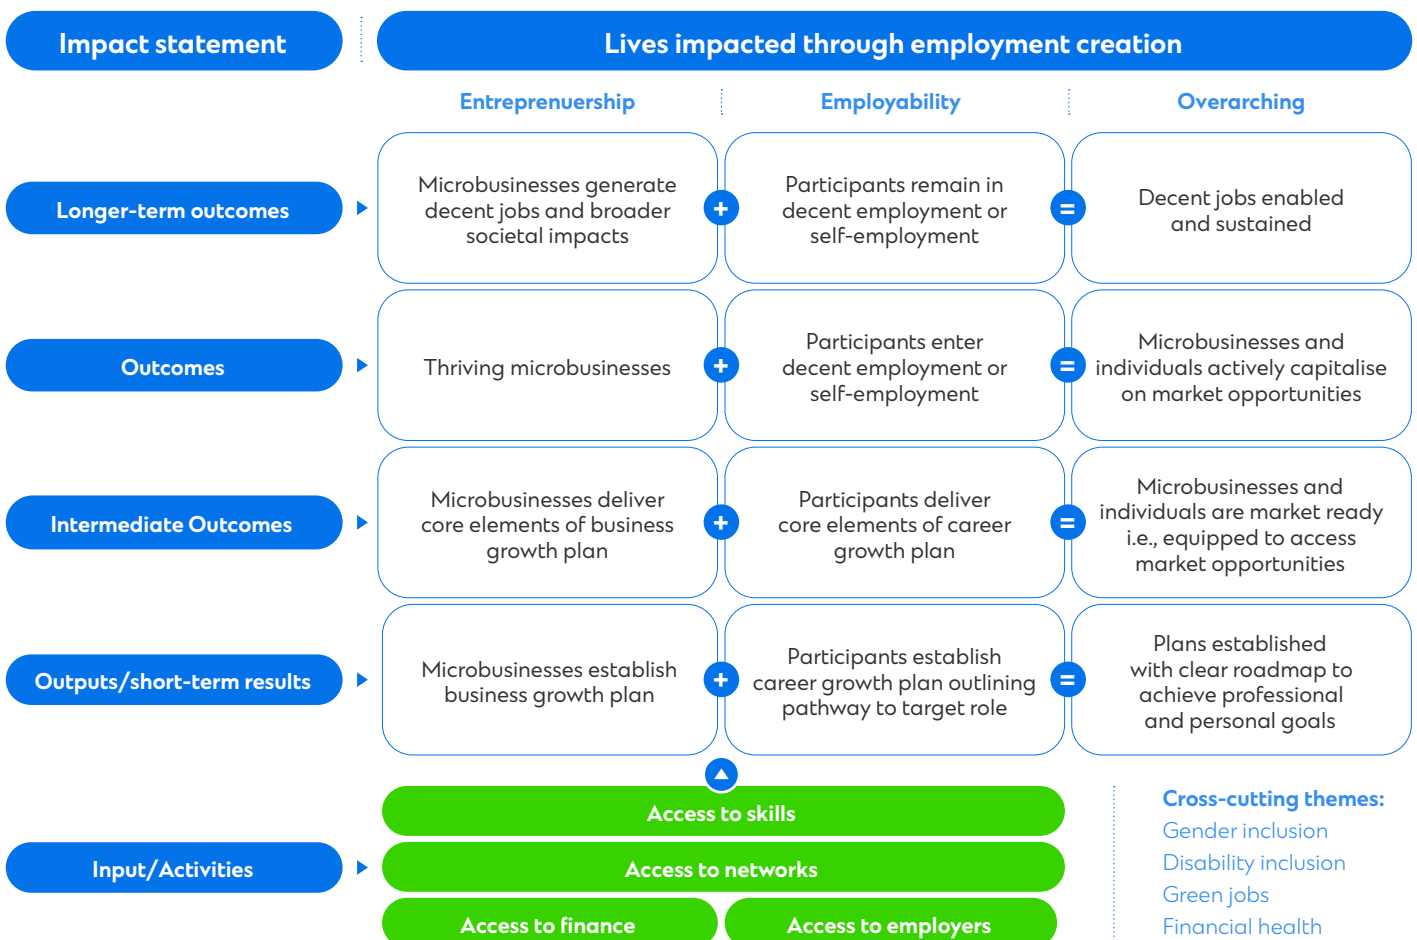 Impact statement
Lives impacted through employment creation
Entreprenuership
Employability
Overarching
Longer-term outcomes
Microbusinesses generate
decent jobs and broader
societal impacts
+
Participants remain in
decent employment or
self-employment
=
Decent jobs enabled
and sustained
Outcomes
Thriving microbusinesses
+
Participants enter
decent employment or
self-employment
=
Microbusinesses and
individuals actively capitalise
on market opportunities
Intermediate Outcomes
Microbusinesses deliver
core elements of business
growth plan
+
Participants deliver
core elements of career
growth plan
=
Microbusinesses and
individuals are market ready
i.e., equipped to access
market opportunities
Outputs/short-term results
Microbusinesses establish
business growth plan
+
Participants establish
career growth plan outlining
pathway to target role
=
Plans established
with clear roadmap to
achieve professional
and personal goals
Input/Activities
Access to skills
Access to networks
Access to finance
Access to employers
Cross-cutting themes:
Gender inclusion
Disability inclusion
Green jobs
Financial health